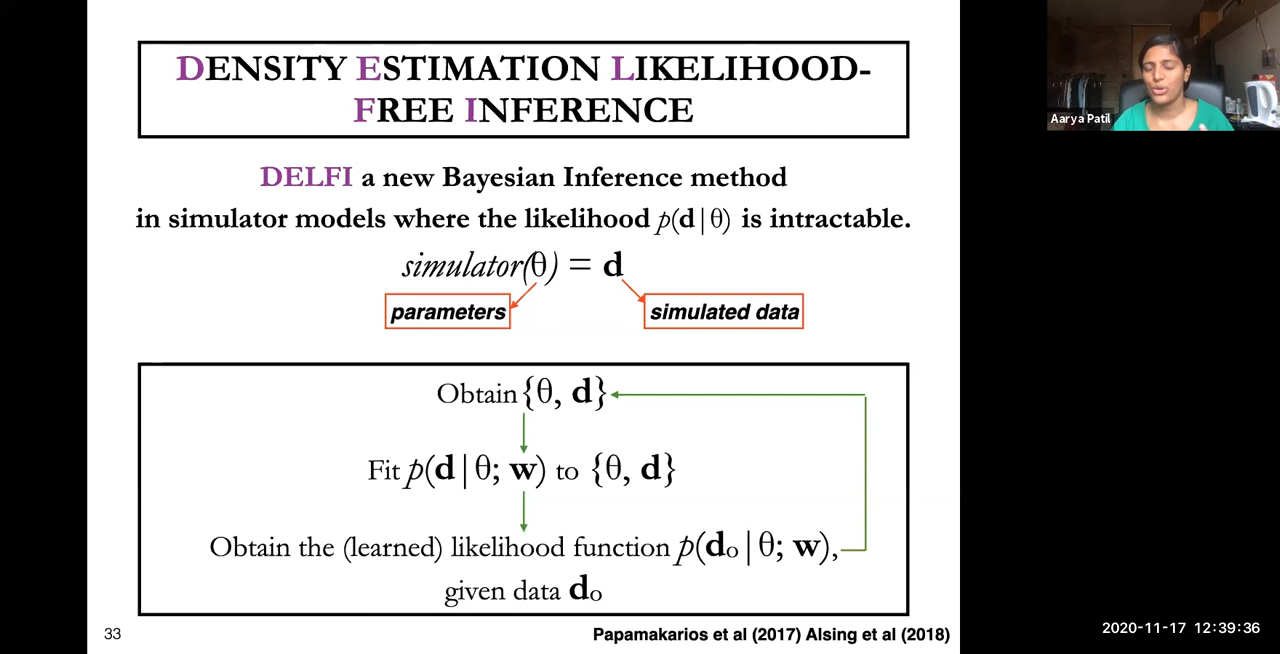 DENSITY ESTIMATION LIKELIHOOD-
FREE INFERENCE
DELFI a new Bayesian Inference method
in simulator models where the likelihood p(d|θ) is intractable.
simulator(θ) = d
parameters
simulated data
Obtain {θ, d}
Fit p(d|θ; w) to {θ, d}
Obtain the (learned) likelihood function p(d₀|θ; w),
given data d₀
33
Papamakarios et al (2017) Alsing et al (2018)
Aarya Patil
2020-11-17 12:39:36